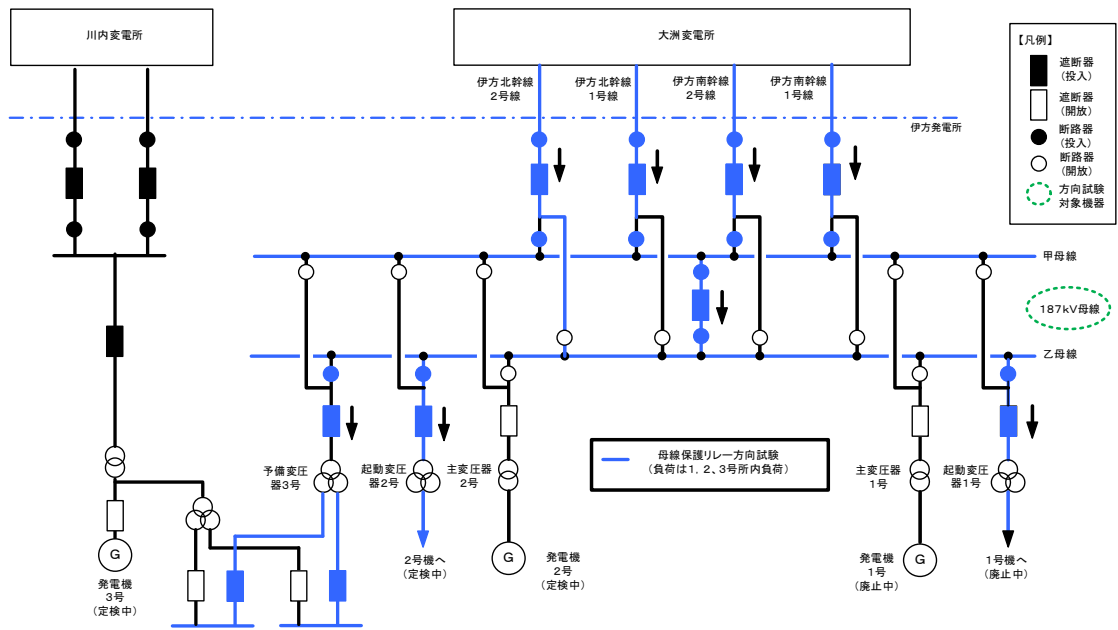 川内変電所
大洲変電所
【凡例】
遮断器
(投入)
遮断器
(開放)
断路器
(投入)
断路器
(開放)
方向試験
対象機器
伊方北幹線
2号線
伊方北幹線
1号線
伊方南幹線
2号線
伊方南幹線
1号線
伊方発電所
甲母線
187kV母線
乙母線
母線保護リレー方向試験
(負荷は1，2、3号所内負荷)
予備変圧
器3号
起動変圧
器2号
主変圧器
2号
主変圧器
1号
起動変圧
器1号
G
発電機
3号
(定検中)
2号機へ
(定検中)
G
発電機
2号
(定検中)
発電機
1号
(廃止中)
G
1号機へ
(廃止中)